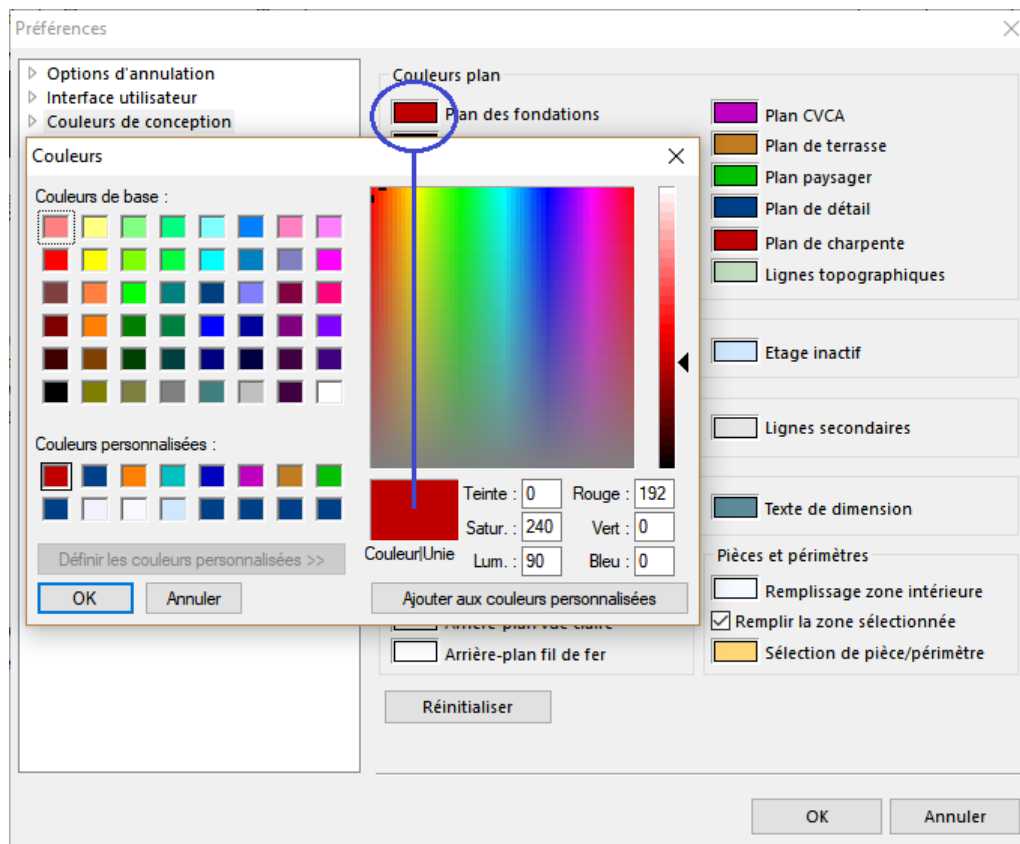 Préférences
Options d'annulation
Interface utilisateur
Couleurs de conception
Couleurs plan
Plan des fondations
Plan CVCA
Plan de terrasse
Plan paysager
Plan de détail
Plan de charpente
Lignes topographiques
Etage inactif
Lignes secondaires
Texte de dimension
Pièces et périmètres
Remplissage zone intérieure
Remplir la zone sélectionnée
Sélection de pièce/périmètre
Couleurs
Couleurs de base :
Couleurs personnalisées :
Définir les couleurs personnalisées >>
OK Annuler
Teinte : 0 Rouge : 192
Satur. : 240 Vert : 0
Couleur|Unie
Lum. : 90 Bleu : 0
Ajouter aux couleurs personnalisées
Arrière-plan vue claire
Arrière-plan fil de fer
Réinitialiser
OK Annuler